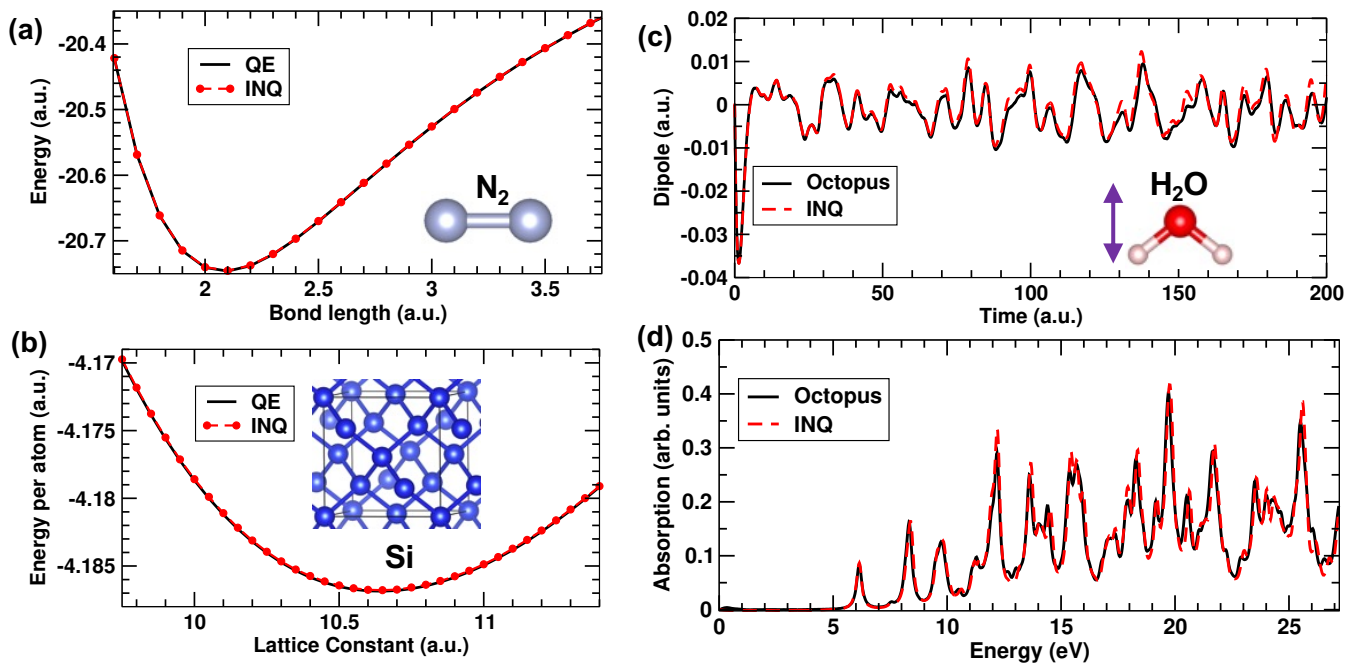 (a)
-20.4
-20.5
-20.6
-20.7
Energy (a.u.)
QE
INQ
N2
2
2.5
3
3.5
Bond length (a.u.)
(b)
-4.17
-4.175
-4.18
-4.185
Energy per atom (a.u.)
QE
INQ
Si
10
10.5
11
Lattice Constant (a.u.)
(c)
0.02
0.01
0
-0.01
-0.02
-0.03
-0.04
Dipole (a.u.)
Octopus
INQ
H2O
0
50
100
150
200
Time (a.u.)
(d)
0.5
0.4
0.3
0.2
0.1
0
Absorption (arb. units)
Octopus
INQ
0
5
10
15
20
25
Energy (eV)